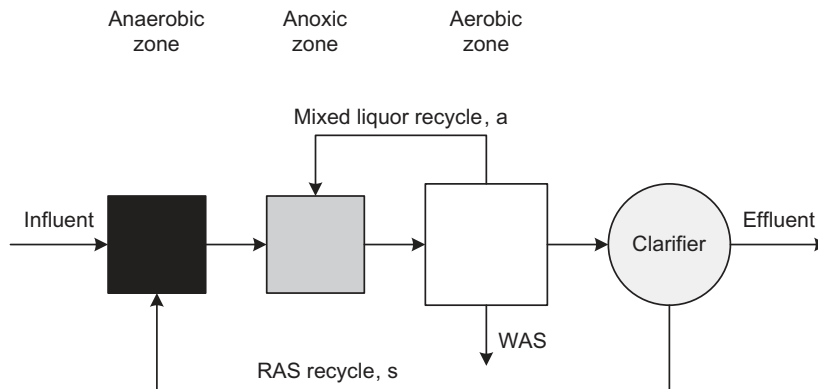 Anaerobic
zone
Anoxic
zone
Aerobic
zone
Mixed liquor recycle, a
Influent
Clarifier
Effluent
WAS
RAS recycle, s